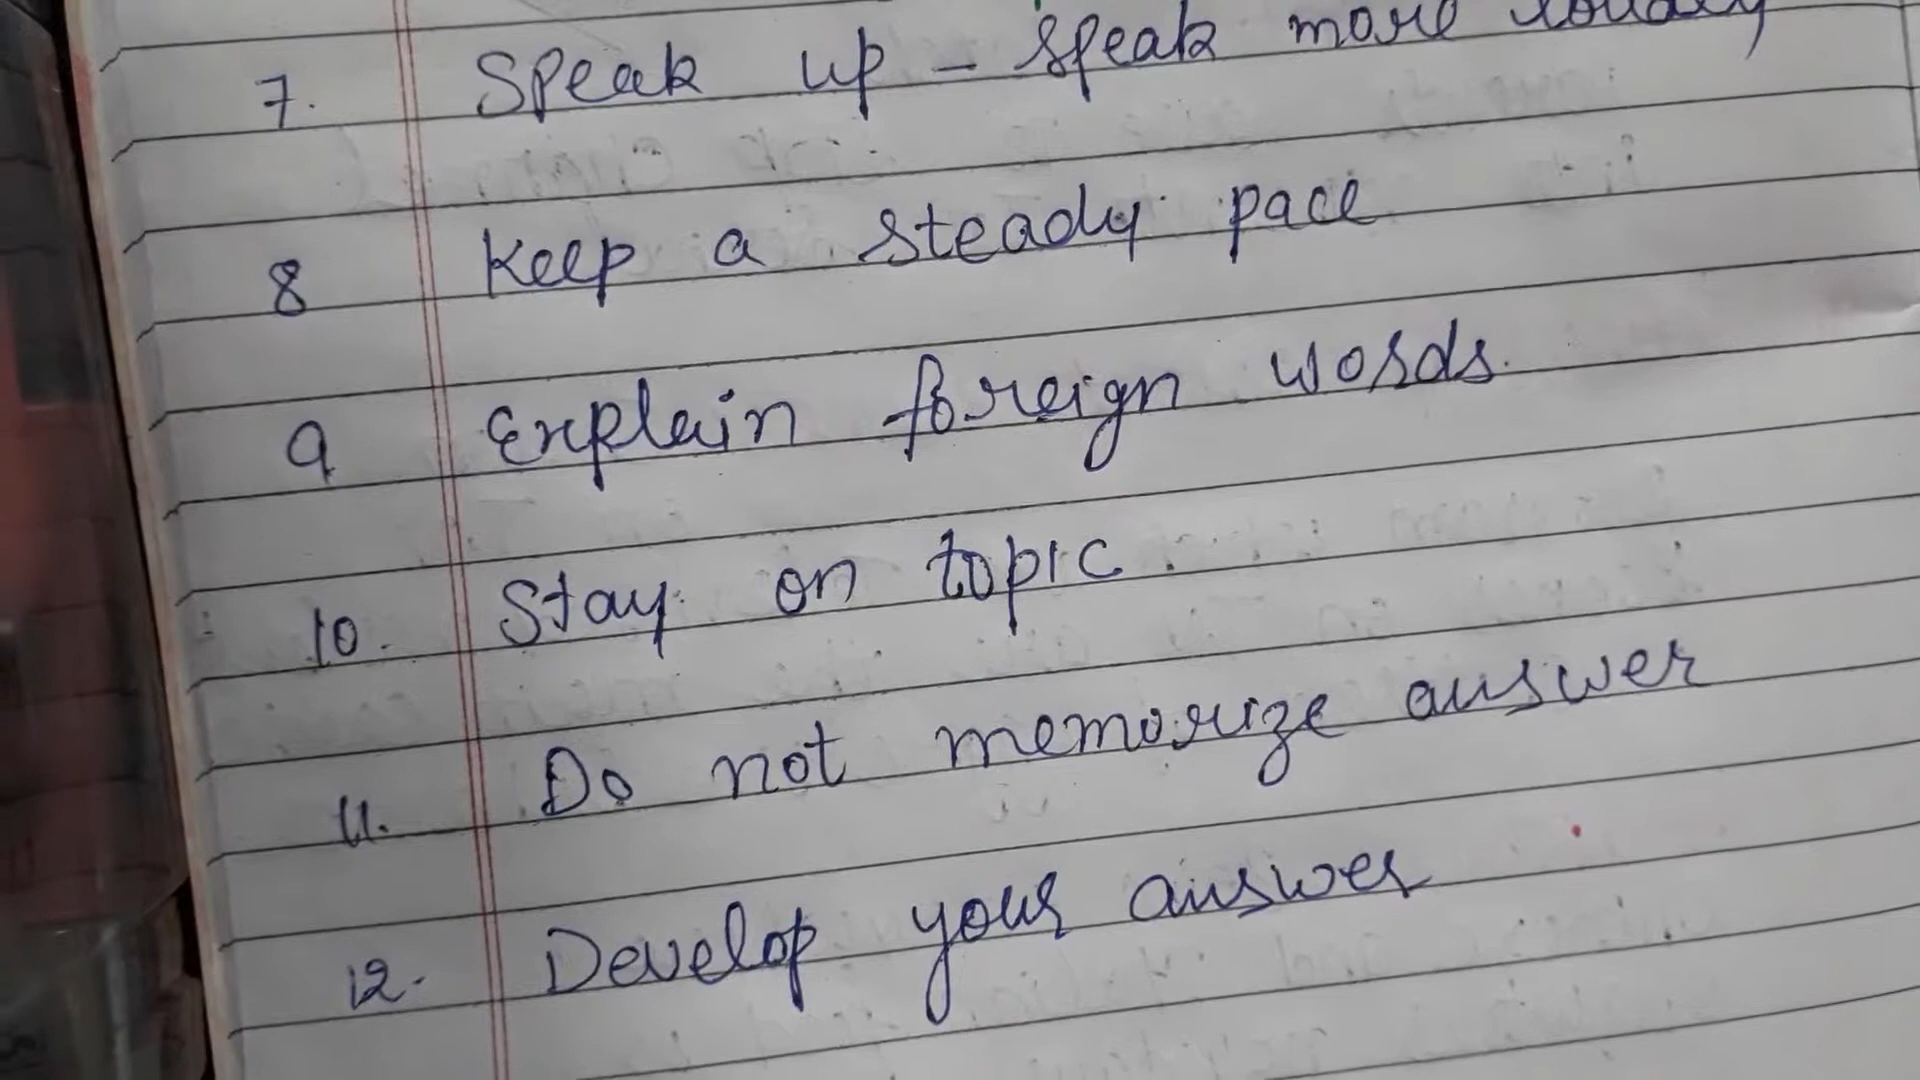 7. Speak up - speak more loudly
8 Keep a steady pace
9 Explain foreign words.
10. Stay on topic.
11. Do not memorize answer
12. Develop your answer